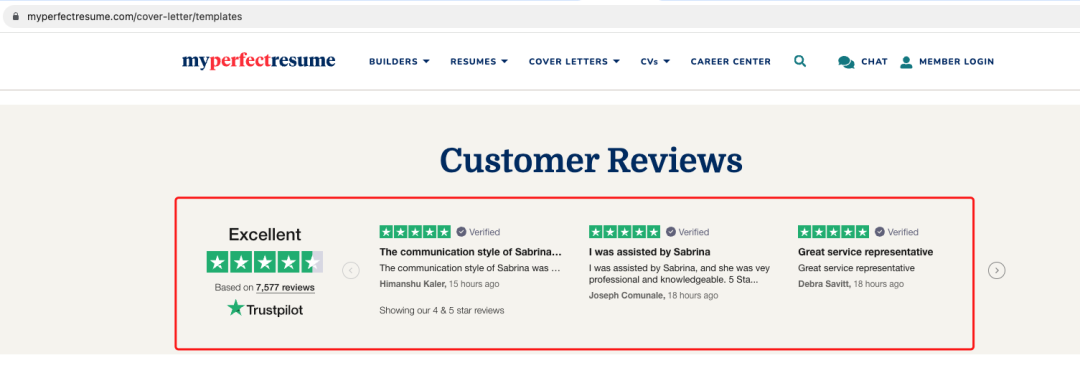 myperfectresume.com/cover-letter/templates
myperfectresume BUILDERS RESUMES COVER LETTERS CVs CAREER CENTER CHAT MEMBER LOGIN
Customer Reviews
Excellent
Based on 7,577 reviews
Trustpilot
Verified
The communication style of Sabrina...
The communication style of Sabrina was ...
Himanshu Kaler, 15 hours ago
Showing our 4 & 5 star reviews
Verified
I was assisted by Sabrina
I was assisted by Sabrina, and she was vey
professional and knowledgeable. 5 Sta...
Joseph Comunale, 18 hours ago
Verified
Great service representative
Great service representative
Debra Savitt, 18 hours ago